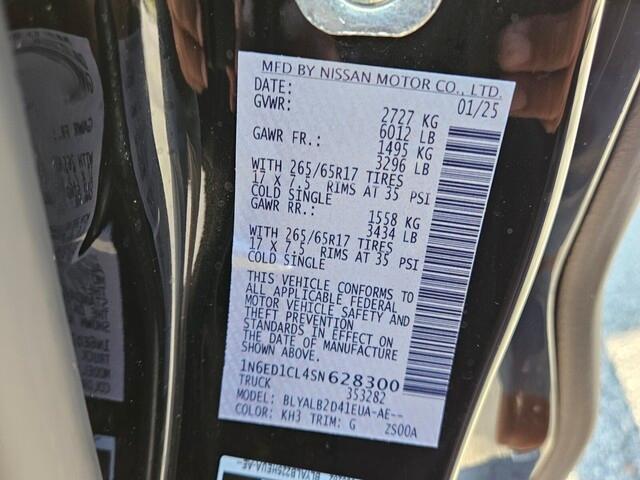 MFD BY NISSAN MOTOR CO., LTD.
DATE: 01/25
GVWR: 2727 KG
6012 LB
GAWR FR.: 1495 KG
3296 LB
WITH 265/65R17 TIRES
17 X 7.5 RIMS AT 35 PSI
COLD SINGLE
GAWR RR.: 1558 KG
3434 LB
WITH 265/65R17 TIRES
17 X 7.5 RIMS AT 35 PSI
COLD SINGLE
THIS VEHICLE CONFORMS TO
ALL APPLICABLE FEDERAL
MOTOR VEHICLE SAFETY AND
THEFT PREVENTION
STANDARDS IN EFFECT ON
THE DATE OF MANUFACTURE
SHOWN ABOVE.
1N6ED1CL4SN628300
TRUCK 353282
MODEL: BLYALB2D41EUA-AE--
COLOR: KH3 TRIM: G ZS00A